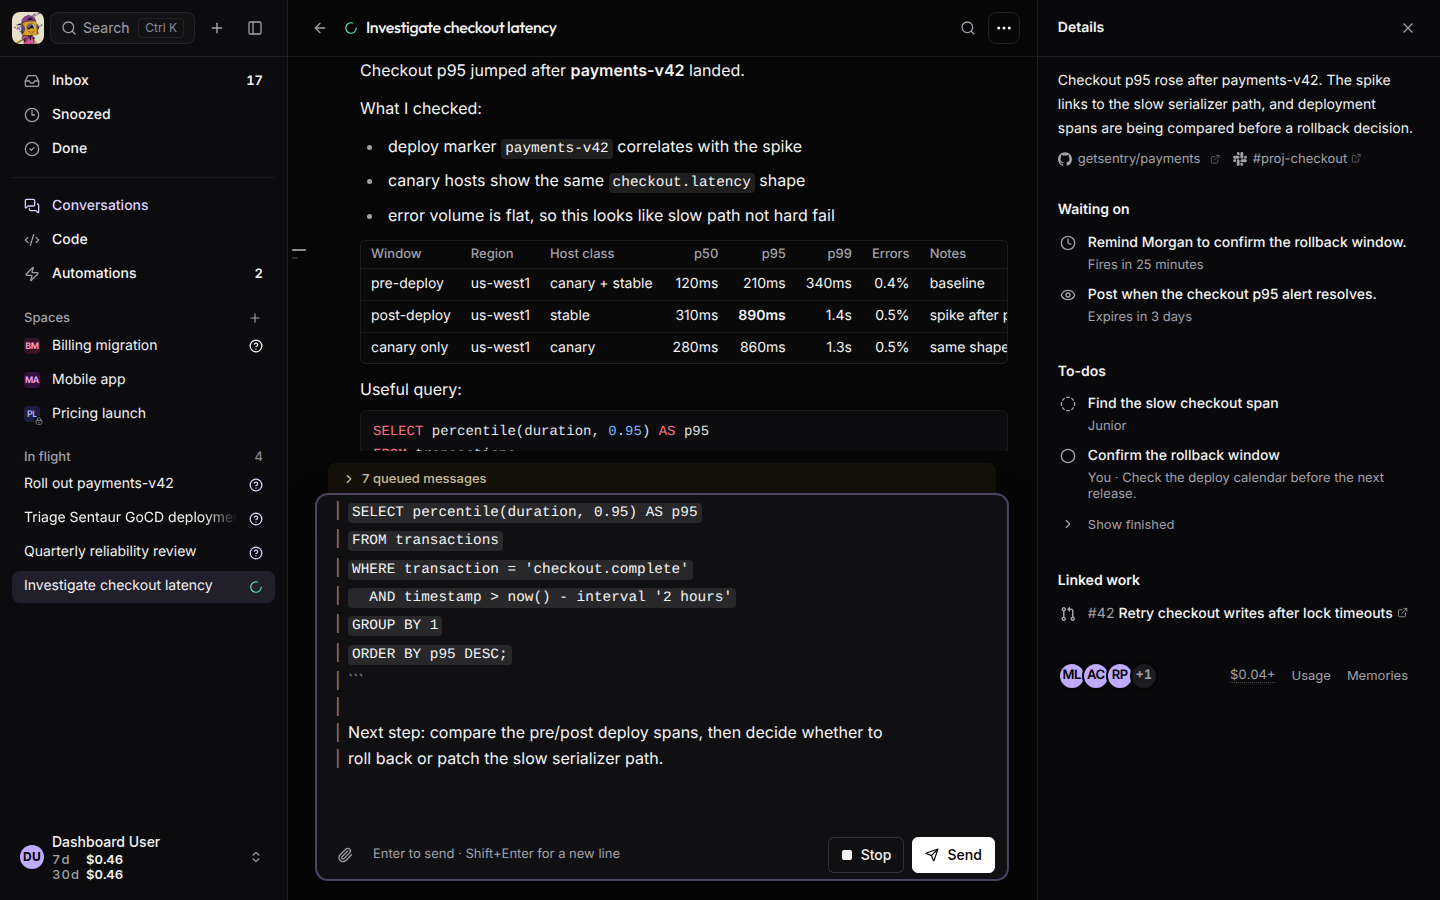 Search Ctrl K
Inbox 17
Snoozed
Done
Conversations
Code
Automations 2
Spaces
BM Billing migration
MA Mobile app
PL Pricing launch
In flight 4
Roll out payments-v42
Triage Sentaur GoCD deployme
Quarterly reliability review
Investigate checkout latency
DU Dashboard User
7d $0.46
30d $0.46
Investigate checkout latency
Checkout p95 jumped after payments-v42 landed.
What I checked:
• deploy marker payments-v42 correlates with the spike
• canary hosts show the same checkout.latency shape
• error volume is flat, so this looks like slow path not hard fail
Window Region Host class p50 p95 p99 Errors Notes
pre-deploy us-west1 canary + stable 120ms 210ms 340ms 0.4% baseline
post-deploy us-west1 stable 310ms 890ms 1.4s 0.5% spike after p
canary only us-west1 canary 280ms 860ms 1.3s 0.5% same shape
Useful query:
SELECT percentile(duration, 0.95) AS p95
FROM transactions
7 queued messages
SELECT percentile(duration, 0.95) AS p95
FROM transactions
WHERE transaction = 'checkout.complete'
AND timestamp > now() - interval '2 hours'
GROUP BY 1
ORDER BY p95 DESC;
```
Next step: compare the pre/post deploy spans, then decide whether to
roll back or patch the slow serializer path.
Enter to send · Shift+Enter for a new line
Stop
Send
Details
Checkout p95 rose after payments-v42. The spike
links to the slow serializer path, and deployment
spans are being compared before a rollback decision.
getsentry/payments #proj-checkout
Waiting on
Remind Morgan to confirm the rollback window.
Fires in 25 minutes
Post when the checkout p95 alert resolves.
Expires in 3 days
To-dos
Find the slow checkout span
Junior
Confirm the rollback window
You · Check the deploy calendar before the next
release.
Show finished
Linked work
#42 Retry checkout writes after lock timeouts
ML AC RP +1 $0.04+ Usage Memories